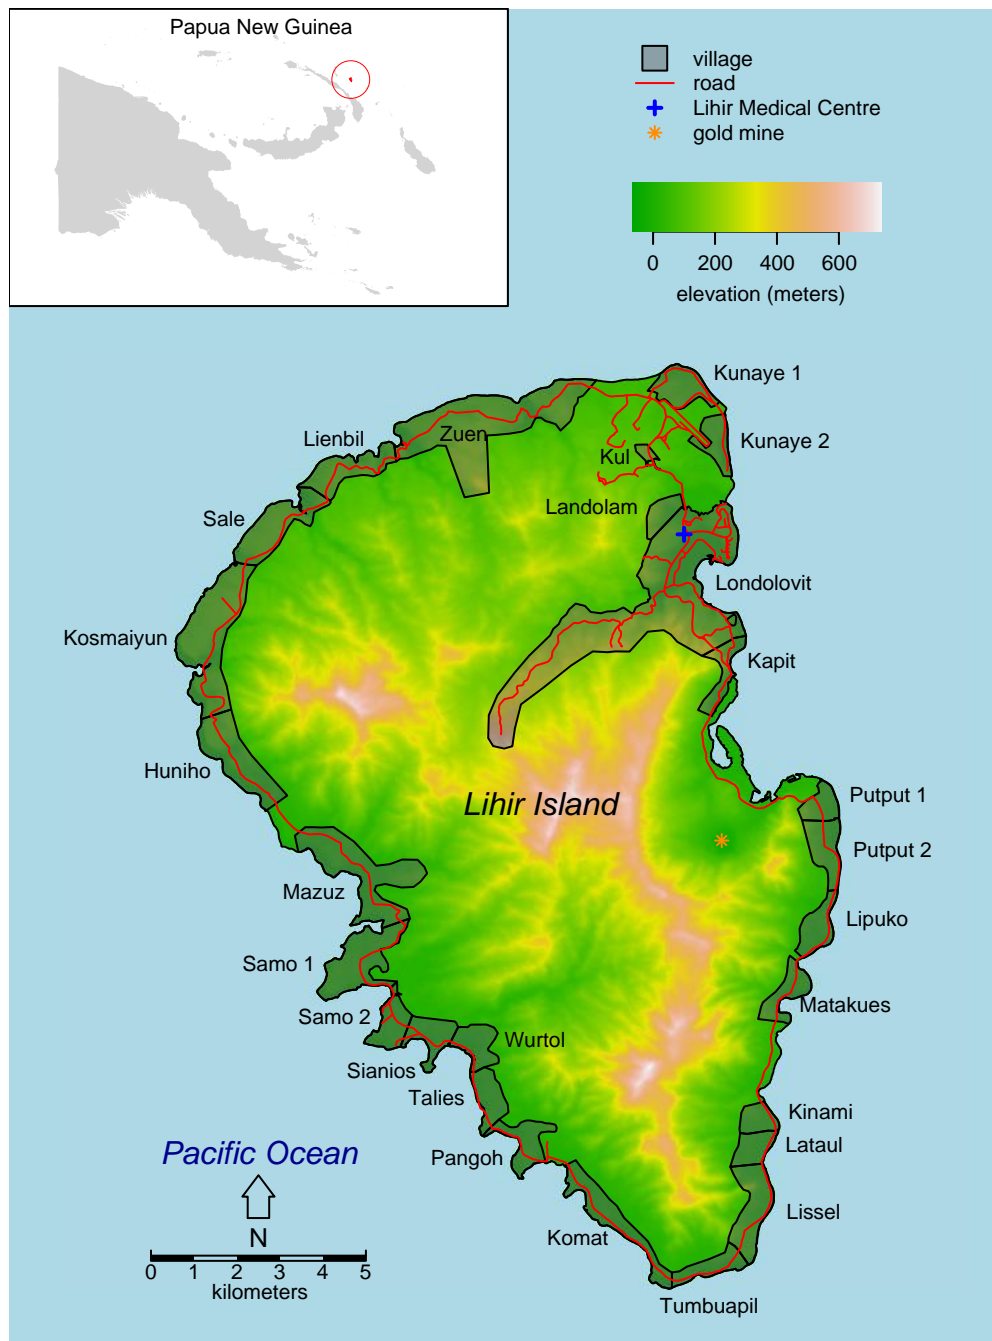 Papua New Guinea
village
road
Lihir Medical Centre
gold mine
0 200 400 600
elevation (meters)
Kunaye 1
Kunaye 2
Lienbil
Zuen
Kul
Landolam
Sale
Londolovit
Kosmaiyun
Kapit
Huniho
Lihir Island
Putput 1
Putput 2
Mazuz
Lipuko
Samo 1
Matakues
Samo 2
Wurtol
Sianios
Talies
Kinami
Lataul
Pacific Ocean
Pangoh
Lissel
Komat
N
0 1 2 3 4 5
kilometers
Tumbuapil